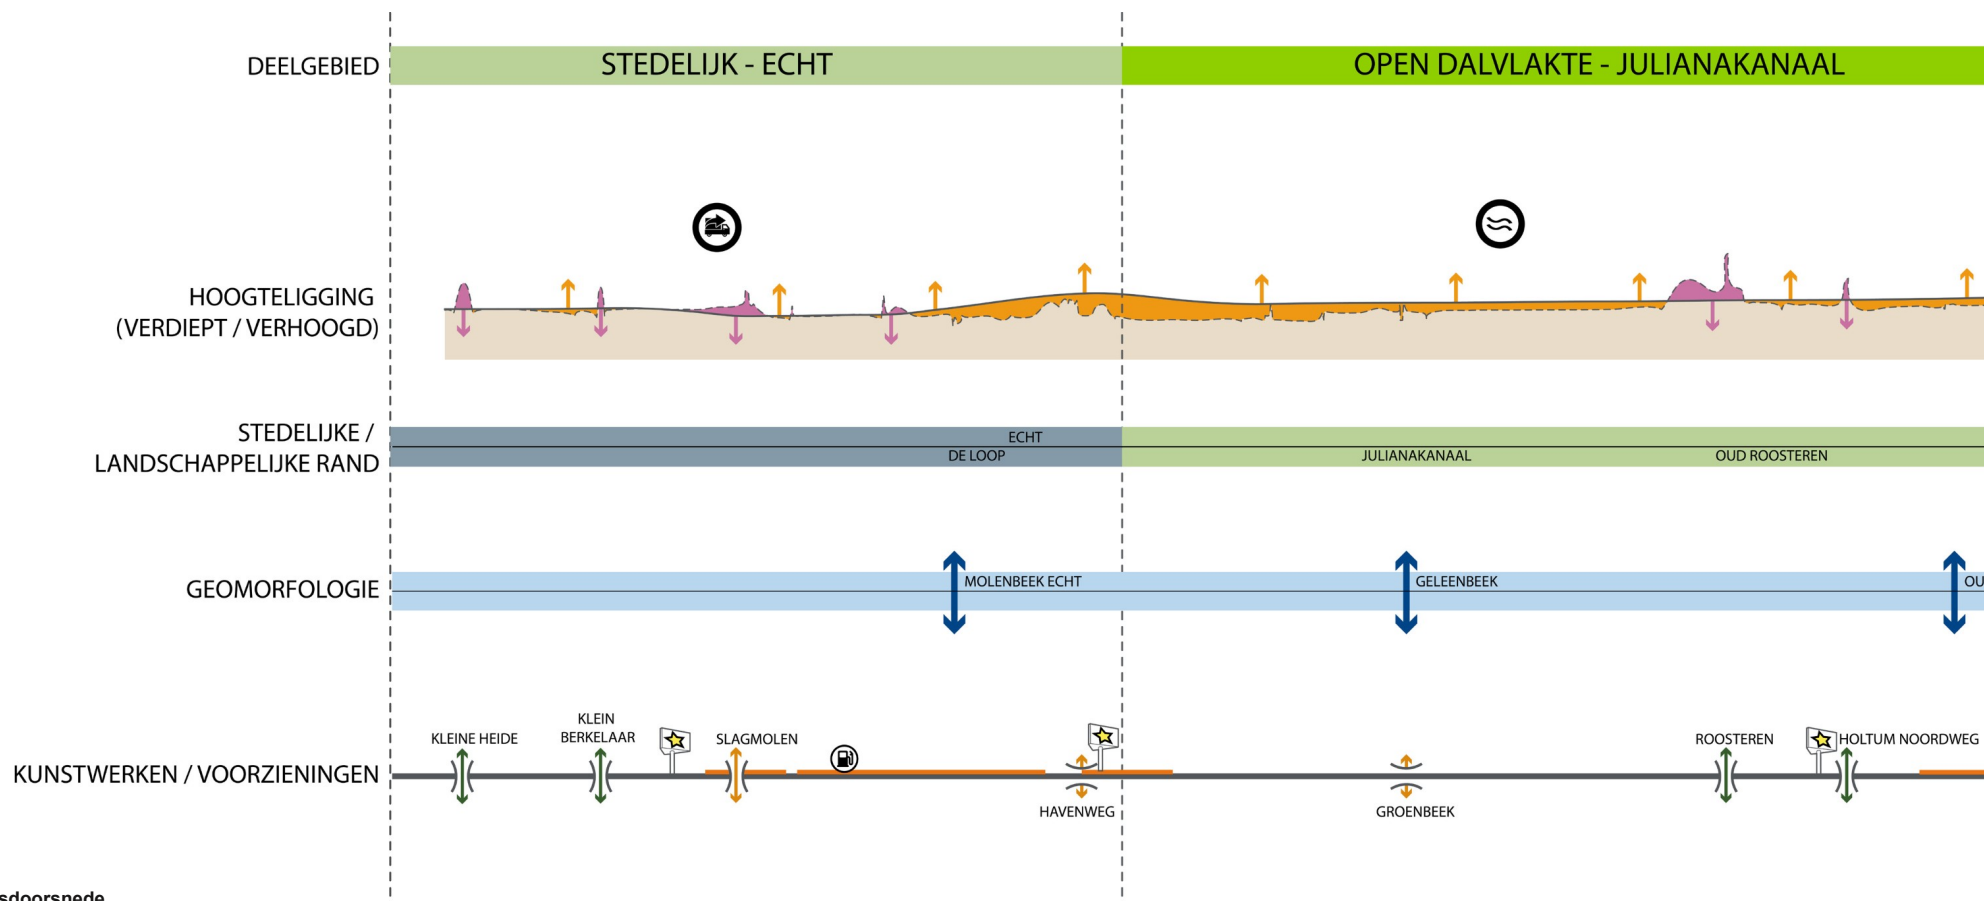 DEELGEBIED
STEDELIJK - ECHT
OPEN DALVLAKTE - JULIANAKANAAL
HOOGTELIGGING
(VERDIEPT / VERHOOGD)
STEDELIJKE /
LANDSCHAPPELIJKE RAND
ECHT
DE LOOP
JULIANAKANAAL
OUD ROOSTEREN
GEOMORFOLOGIE
MOLENBEEK ECHT
GELEENBEEK
OU
KUNSTWERKEN / VOORZIENINGEN
KLEINE HEIDE
KLEIN
BERKELAAR
SLAGMOLEN
HAVENWEG
GROENBEEK
ROOSTEREN
HOLTUM NOORDWEG
sdoorsnede